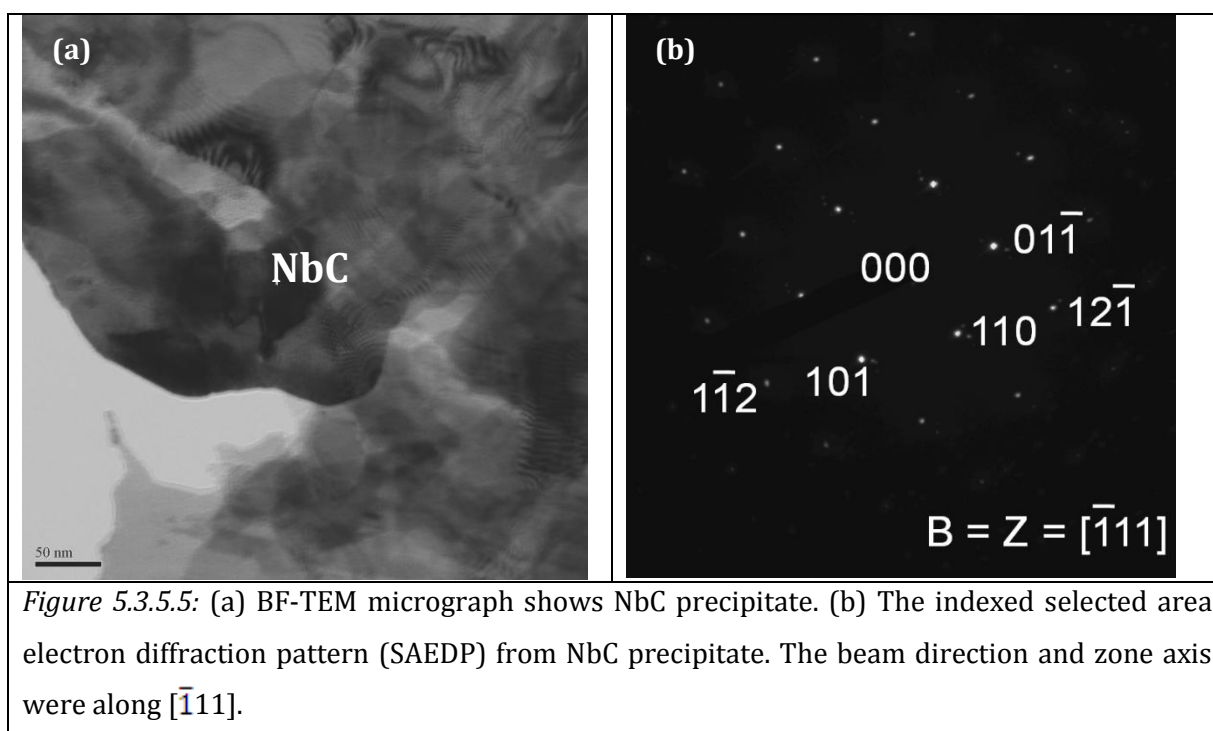 (a)
NbC
50 nm
(b)
000
011̅
121̅
110
101
11̅2
B = Z = [1̅11]
Figure 5.3.5.5: (a) BF-TEM micrograph shows NbC precipitate. (b) The indexed selected area
electron diffraction pattern (SAEDP) from NbC precipitate. The beam direction and zone axis
were along [1̅11].